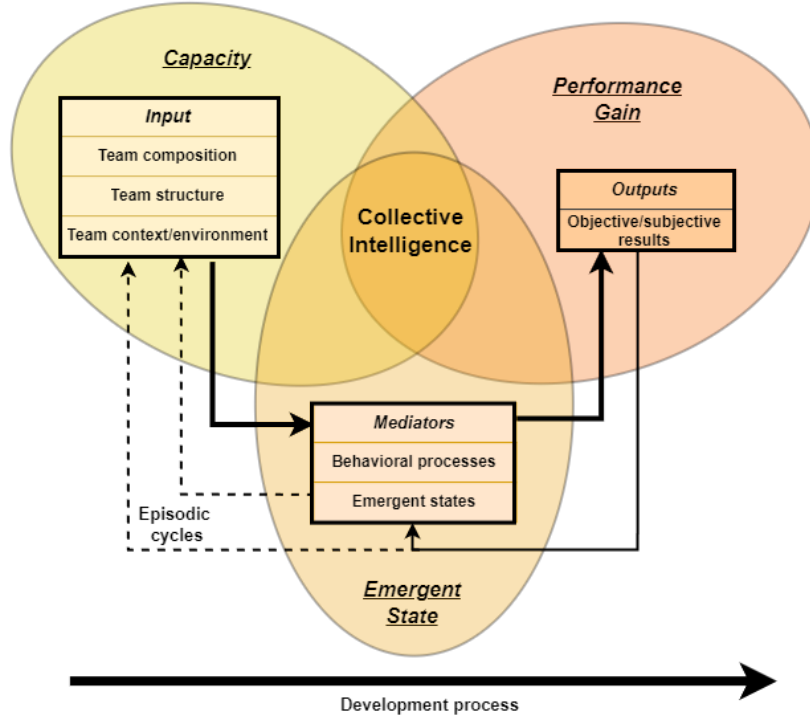 Capacity
Input
Team composition
Team structure
Team context/environment
Performance
Gain
Outputs
Objective/subjective
results
Collective
Intelligence
Mediators
Behavioral processes
Emergent states
Episodic
cycles
Emergent
State
Development process